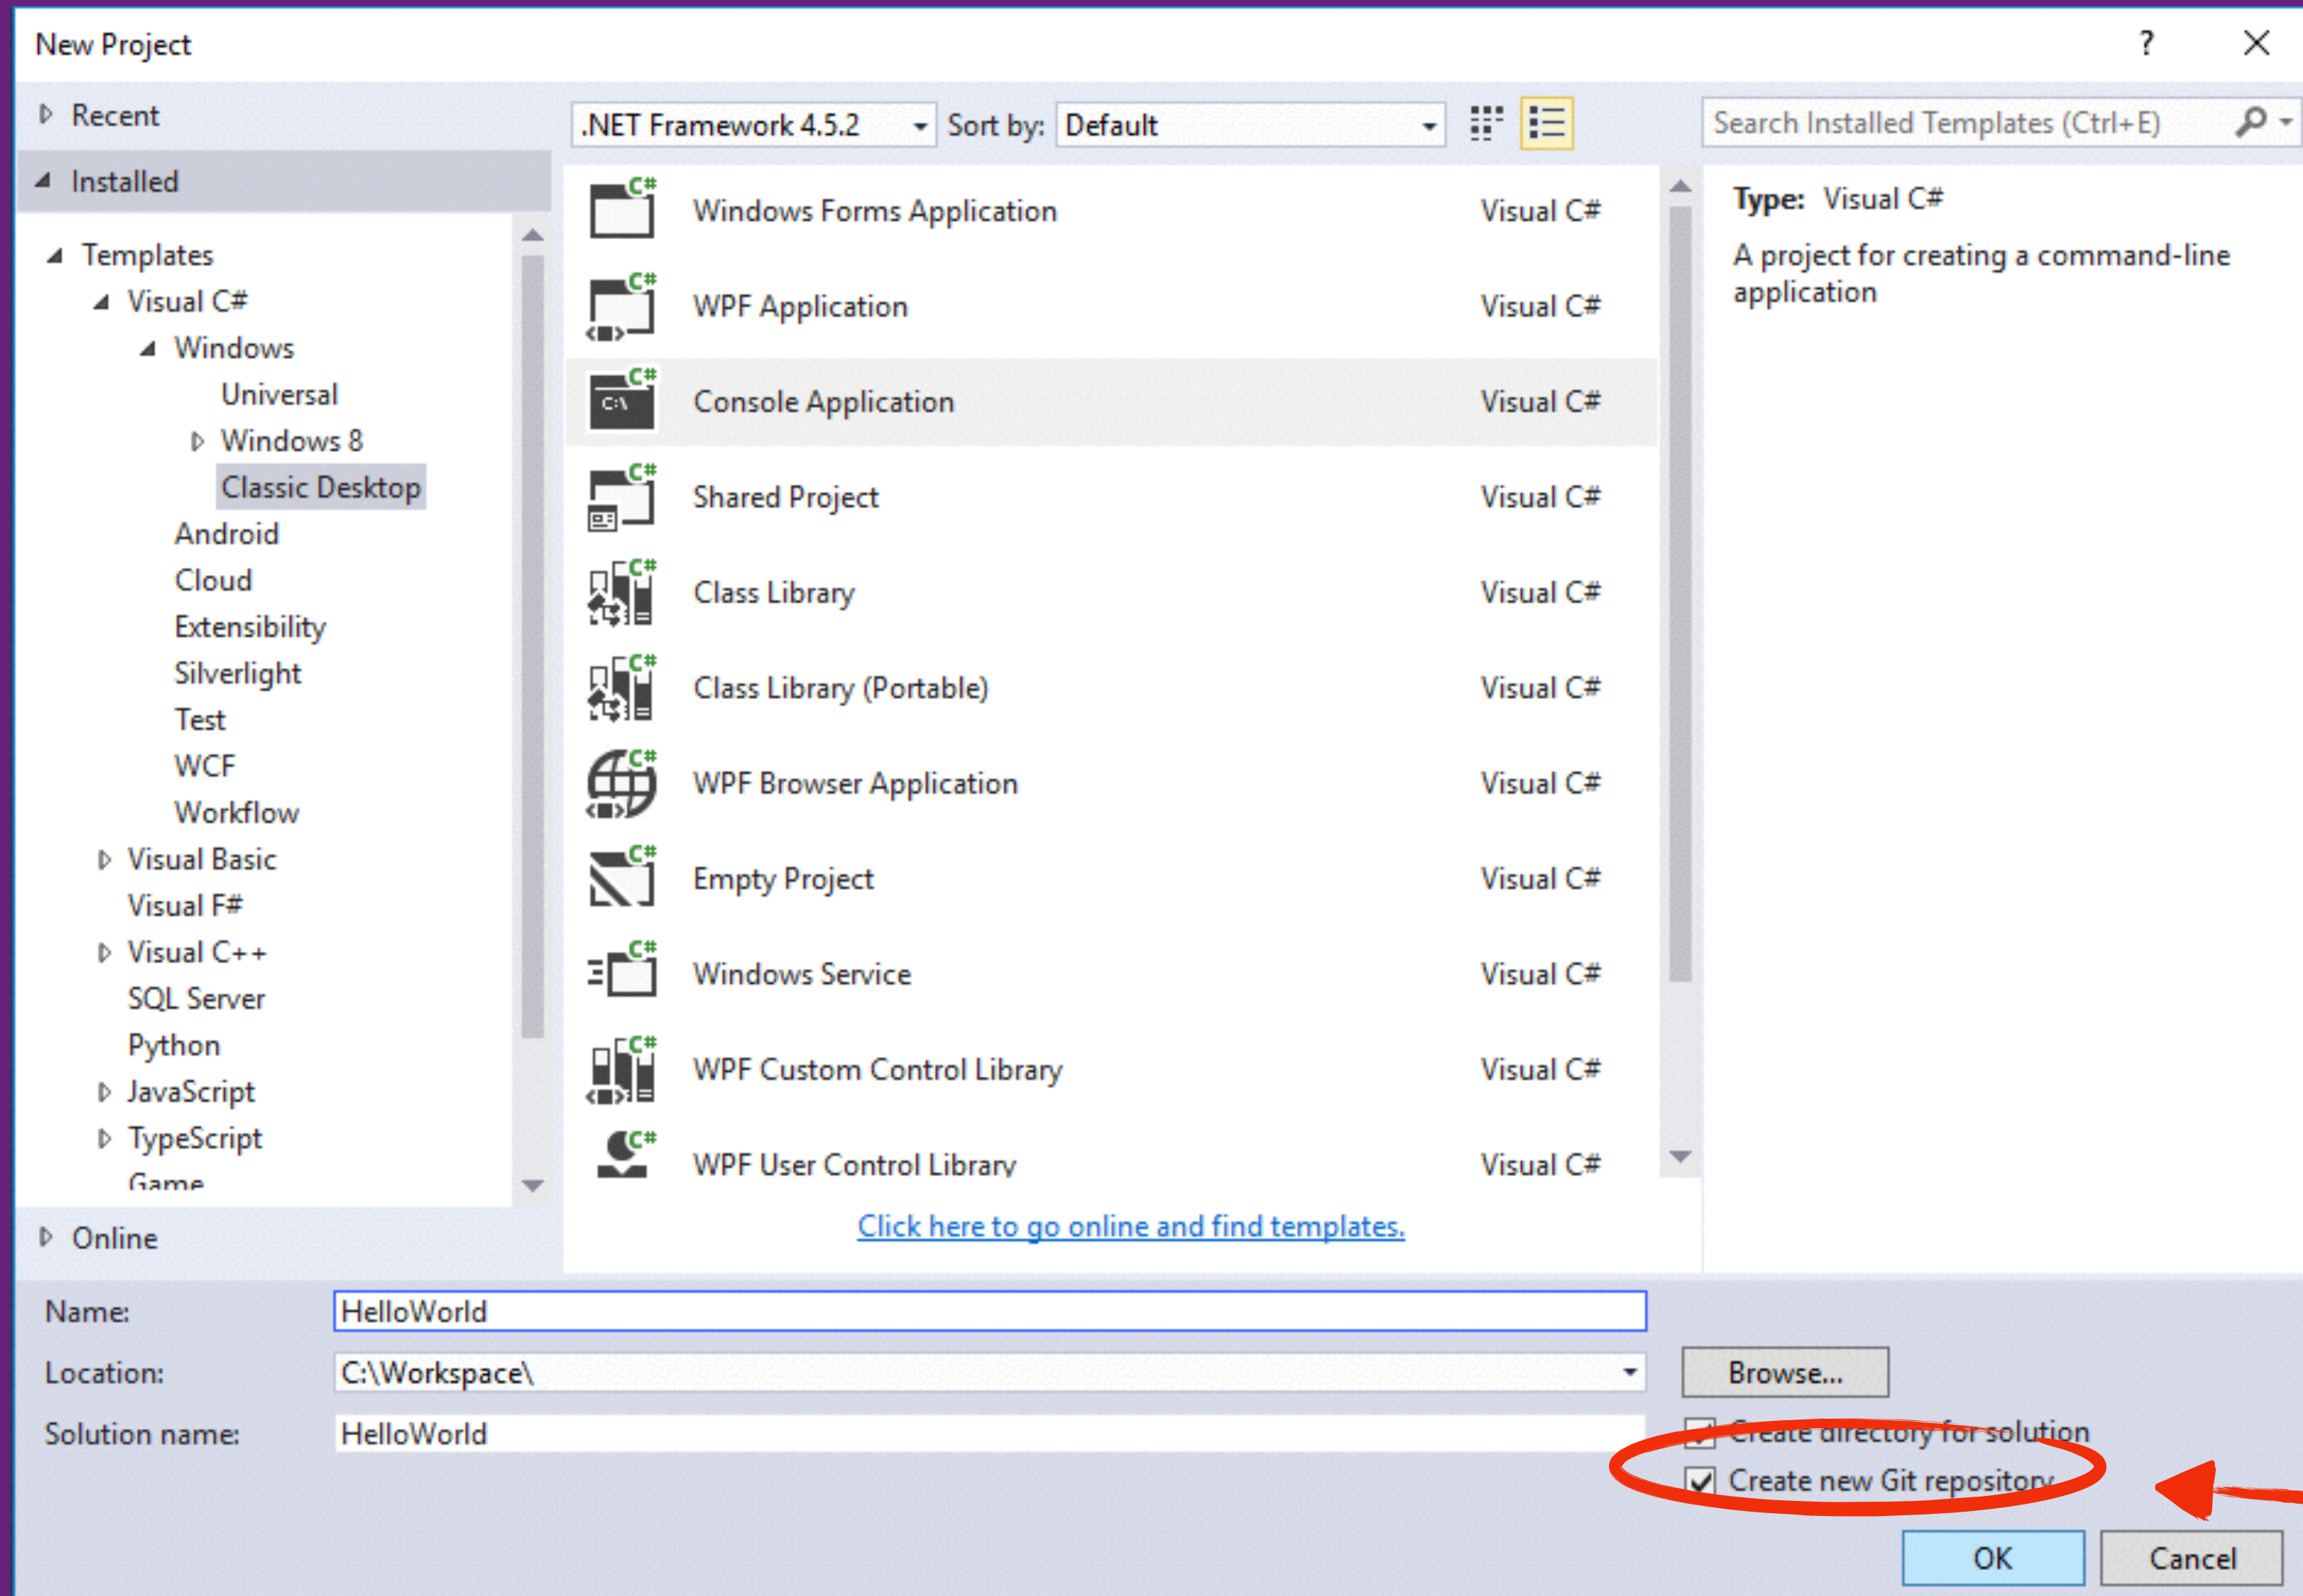 New Project
?
Recent
Installed
Templates
Visual C#
Windows
Universal
Windows 8
Classic Desktop
Android
Cloud
Extensibility
Silverlight
Test
WCF
Workflow
Visual Basic
Visual F#
Visual C++
SQL Server
Python
JavaScript
TypeScript
Game
Online
.NET Framework 4.5.2 Sort by: Default
Windows Forms Application Visual C#
WPF Application Visual C#
Console Application Visual C#
Shared Project Visual C#
Class Library Visual C#
Class Library (Portable) Visual C#
WPF Browser Application Visual C#
Empty Project Visual C#
Windows Service Visual C#
WPF Custom Control Library Visual C#
WPF User Control Library Visual C#
Click here to go online and find templates.
Search Installed Templates (Ctrl+E)
Type: Visual C#
A project for creating a command-line
application
Name: HelloWorld
Location: C:\Workspace\ Browse...
Solution name: HelloWorld
Create directory for solution
Create new Git repository
OK Cancel